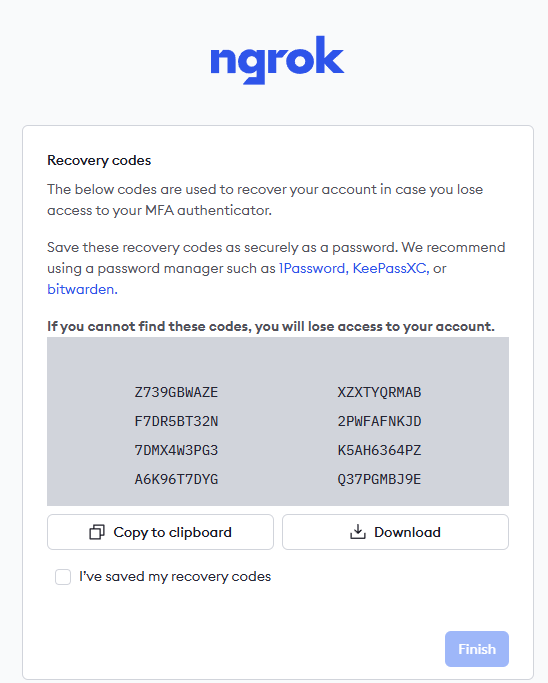 ngrok
Recovery codes
The below codes are used to recover your account in case you lose
access to your MFA authenticator.
Save these recovery codes as securely as a password. We recommend
using a password manager such as 1Password, KeePassXC, or
bitwarden.
If you cannot find these codes, you will lose access to your account.
Z739GBWAZE XZXTYQRMAB
F7DR5BT32N 2PWFAFNKJD
7DMX4W3PG3 K5AH6364PZ
A6K96T7DYG Q37PGMBJ9E
Copy to clipboard Download
I've saved my recovery codes
Finish